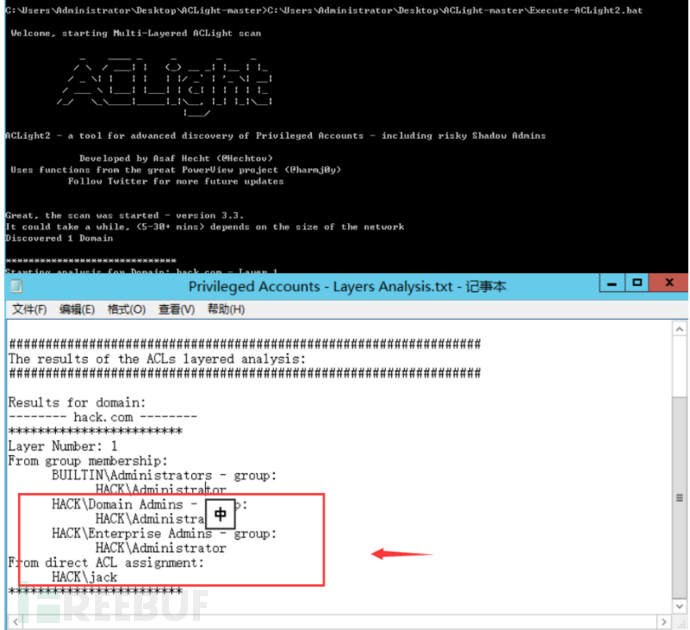 C:\Users\Administrator\Desktop\ACLight-master>C:\Users\Administrator\Desktop\ACLight-master\Execute-ACLight2.bat
Welcome, starting Multi-Layered ACLight scan
ACLight
ACLight2 - a tool for advanced discovery of Privileged Accounts - including risky Shadow Admins
Developed by Asaf Hecht (@Hechtov)
Uses functions from the great PowerView project (@harmj0y)
Follow Twitter for more future updates
Great, the scan was started - version 3.3.
It could take a while, (5-30+ mins) depends on the size of the network
Discovered 1 Domain
******************************
Starting analysis for Domain: hack.com - Layer 1
Privileged Accounts - Layers Analysis.txt - 记事本
文件(F) 编辑(E) 格式(O) 查看(V) 帮助(H)
##################################################################
The results of the ACLs layered analysis:
##################################################################
Results for domain:
-------- hack.com --------
*************************
Layer Number: 1
From group membership:
BUILTIN\Administrators - group:
HACK\Administrator
HACK\Domain Admins - p:
HACK\Administra
中
HACK\Enterprise Admins - group:
HACK\Administrator
From direct ACL assignment:
HACK\jack
*************************
FREEBUF